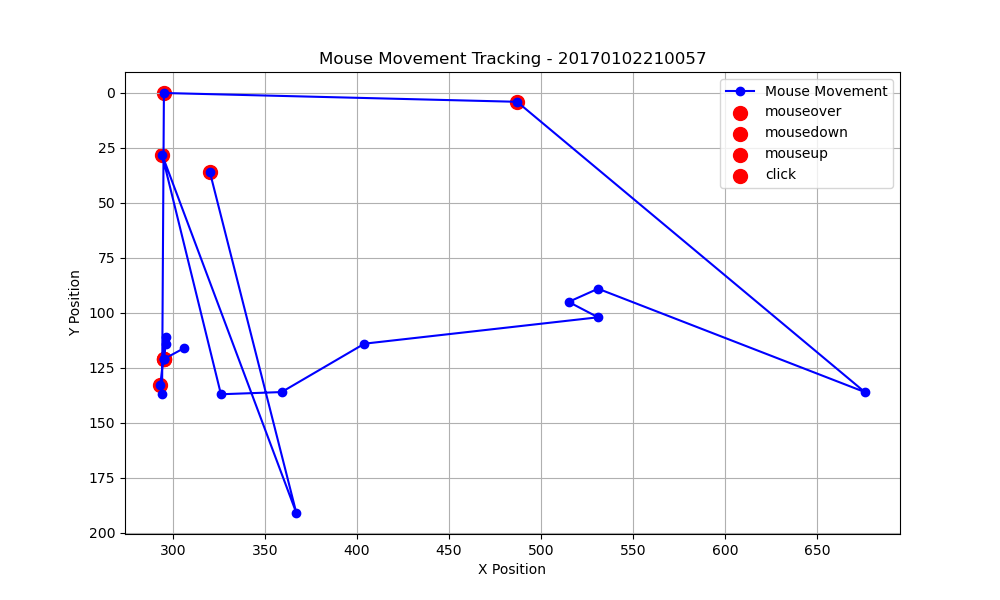 Mouse Movement Tracking - 20170102210057
Mouse Movement
mouseover
mousedown
mouseup
click
Y Position
0
25
50
75
100
125
150
175
200
300
350
400
450
500
550
600
650
X Position